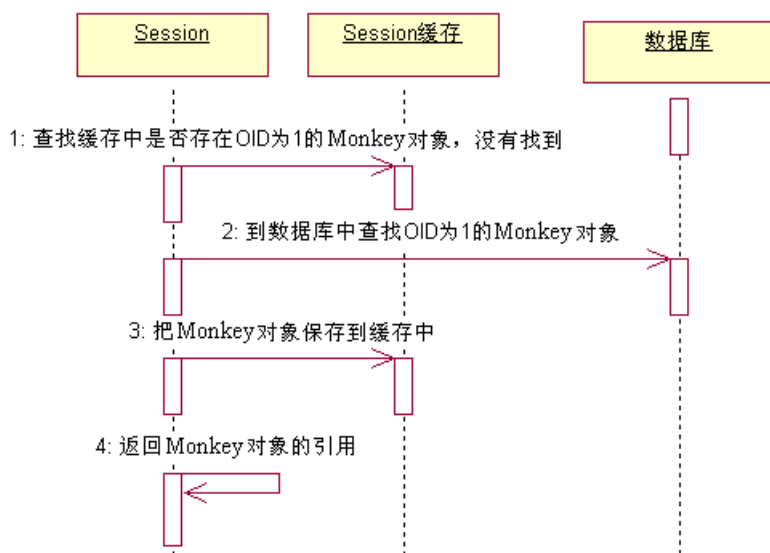 Session
Session缓存
数据库
1: 查找缓存中是否存在OID为1的Monkey对象，没有找到
2: 到数据库中查找OID为1的Monkey对象
3: 把Monkey对象保存到缓存中
4: 返回Monkey对象的引用